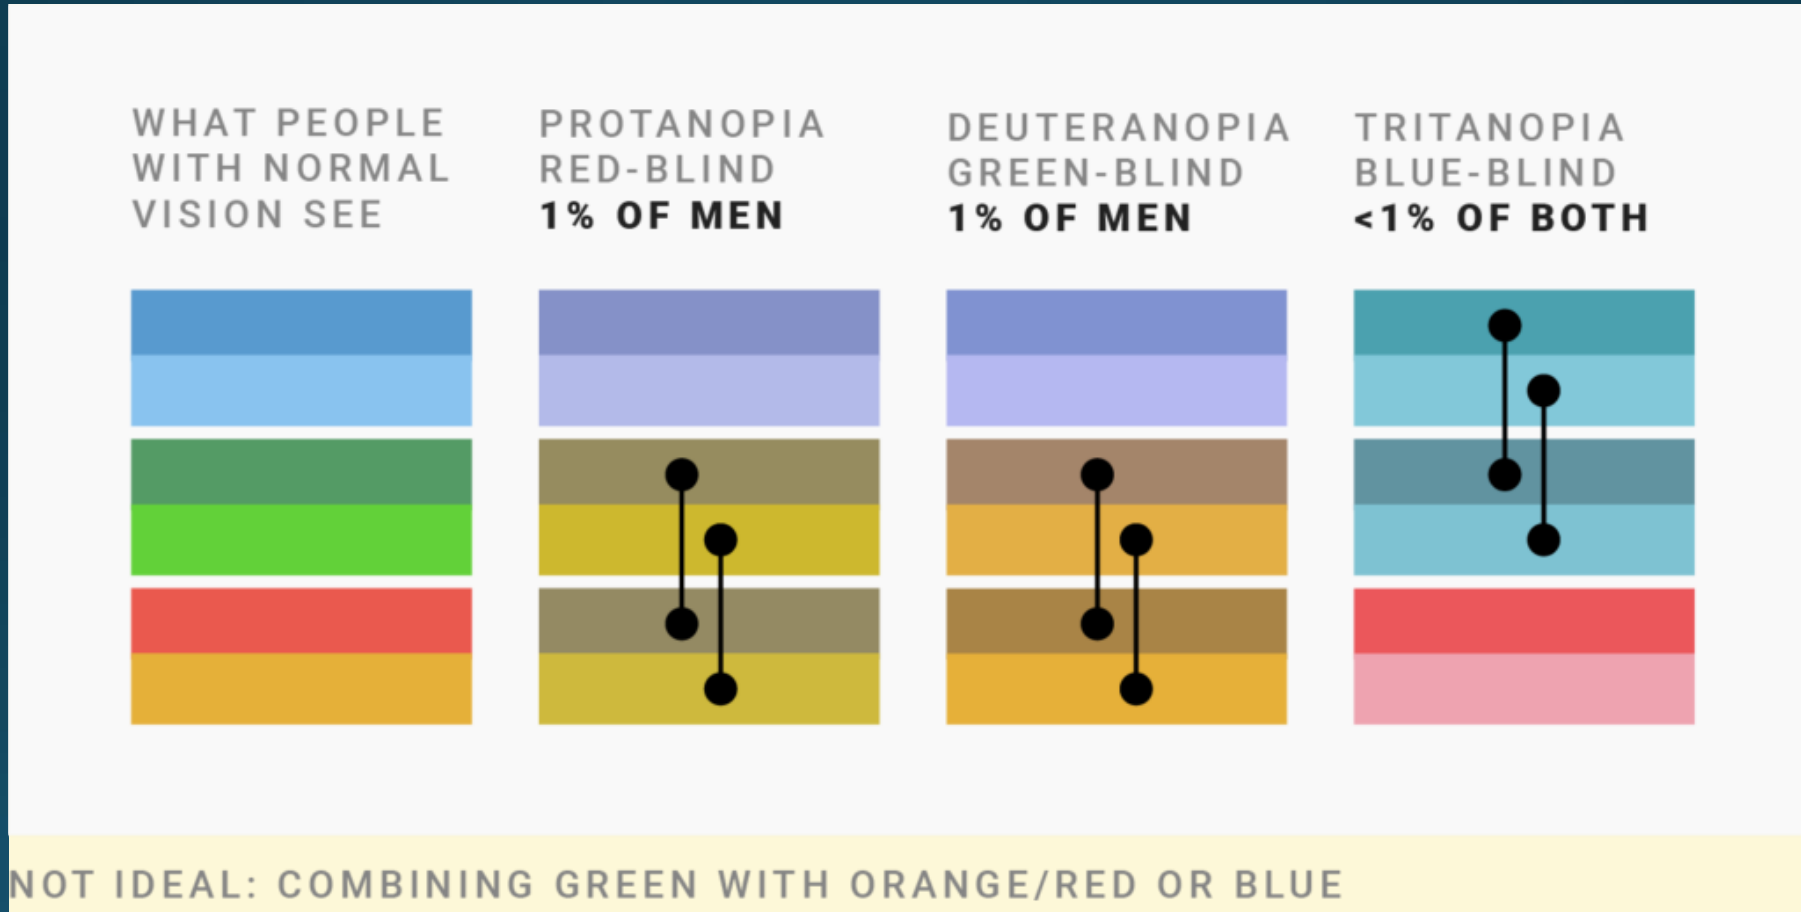 WHAT PEOPLE
WITH NORMAL
VISION SEE
PROTANOPIA
RED-BLIND
1% OF MEN
DEUTERANOPIA
GREEN-BLIND
1% OF MEN
TRITANOPIA
BLUE-BLIND
<1% OF BOTH
NOT IDEAL: COMBINING GREEN WITH ORANGE/RED OR BLUE